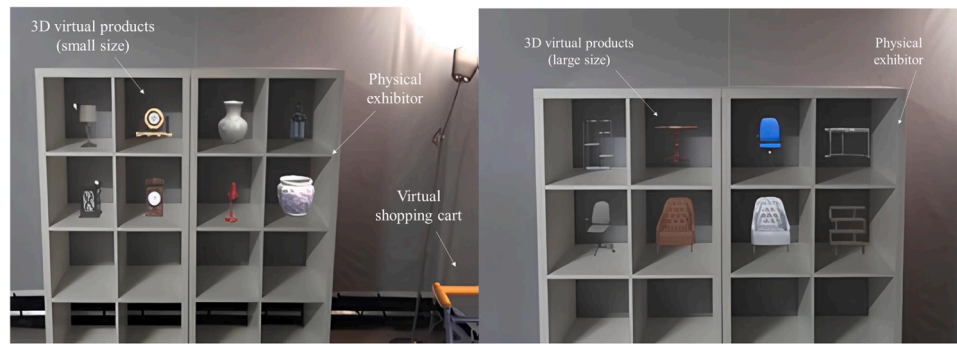 3D virtual products
(small size)
Physical
exhibitor
Virtual
shopping cart
3D virtual products
(large size)
Physical
exhibitor